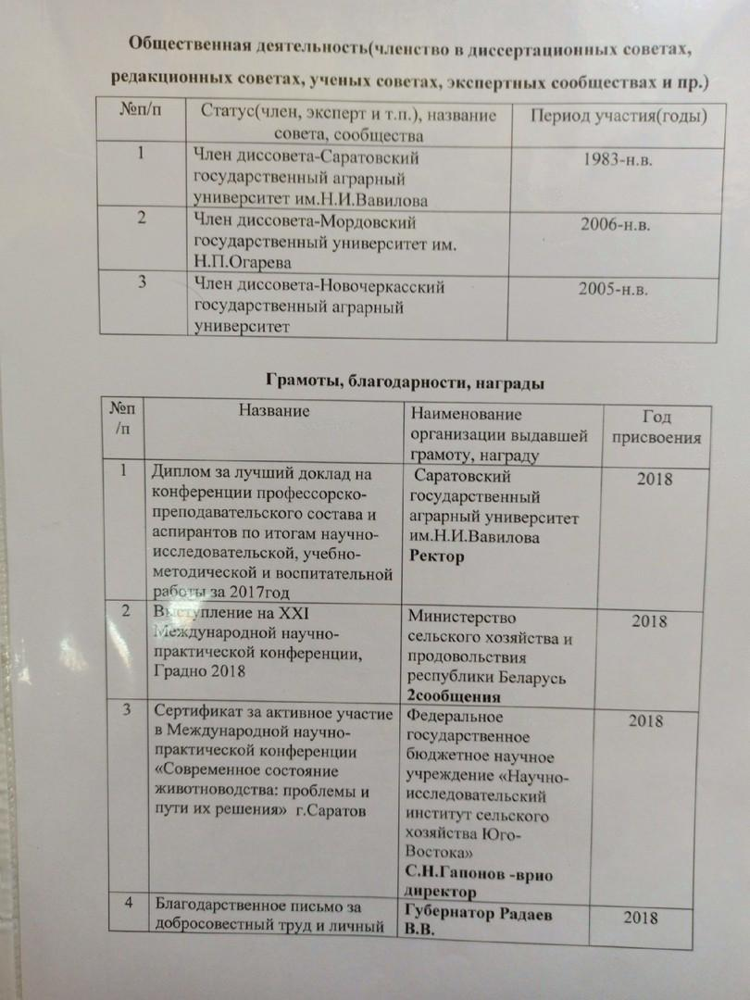 Общественная деятельность(членство в диссертационных советах,
редакционных советах, ученых советах, экспертных сообществах и пр.)
№п/п
Статус(член, эксперт и т.п.), название
совета, сообщества
Период участия(годы)
1
Член диссовета-Саратовский
государственный аграрный
университет им.Н.И.Вавилова
1983-н.в.
2
Член диссовета-Мордовский
государственный университет им.
Н.П.Огарева
2006-н.в.
3
Член диссовета-Новочеркасский
государственный аграрный
университет
2005-н.в.
Грамоты, благодарности, награды
№п
/п
Название
Наименование
организации выдавшей
грамоту, награду
Год
присвоения
1
Диплом за лучший доклад на
конференции профессорско-
преподавательского состава и
аспирантов по итогам научно-
исследовательской, учебно-
методической и воспитательной
работы за 2017год
Саратовский
государственный
аграрный университет
им.Н.И.Вавилова
Ректор
2018
2
Выступление на XXI
Международной научно-
практической конференции,
Градно 2018
Министерство
сельского хозяйства и
продовольствия
республики Беларусь
2сообщения
2018
3
Сертификат за активное участие
в Международной научно-
практической конференции
«Современное состояние
животноводства: проблемы и
пути их решения» г.Саратов
Федеральное
государственное
бюджетное научное
учреждение «Научно-
исследовательский
институт сельского
хозяйства Юго-
Востока»
С.Н.Гапонов -врио
директор
2018
4
Благодарственное письмо за
добросовестный труд и личный
Губернатор Радаев
В.В.
2018